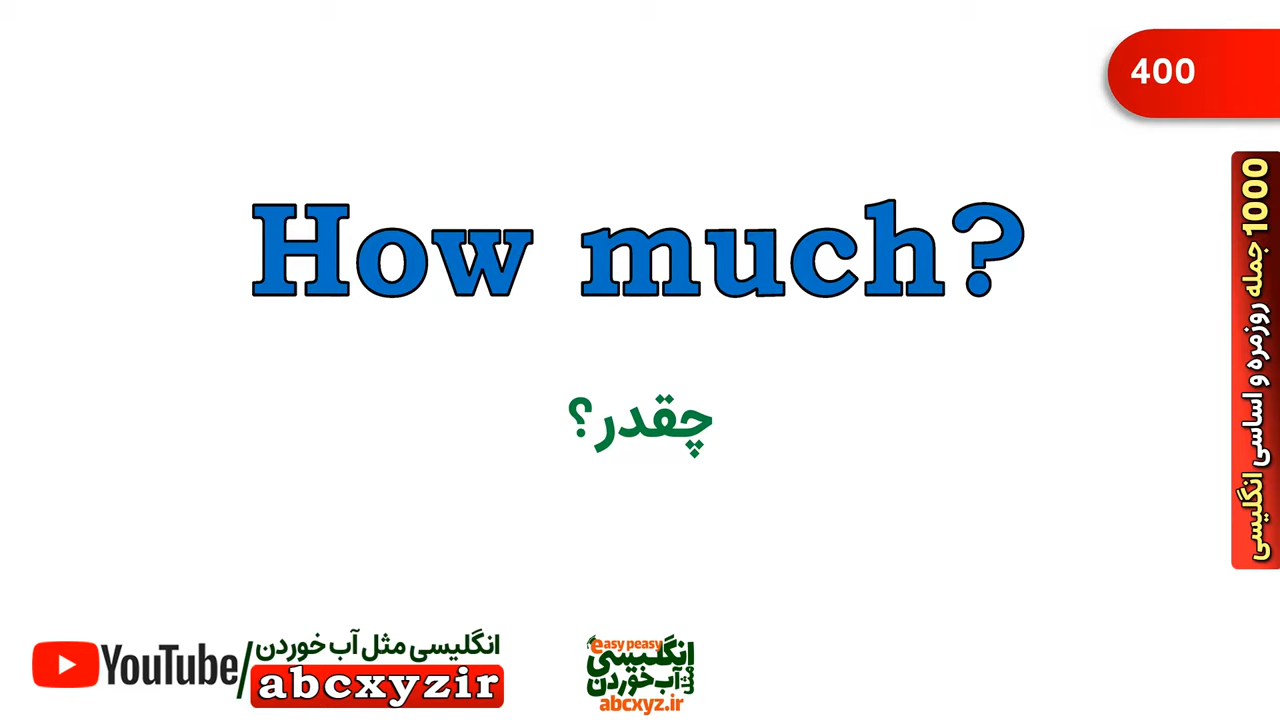 400
1000 جمله روزمره و اساسی انگلیسی
How much?
چقدر؟
YouTube/
انگلیسی مثل آب خوردن
abcxyzir
easy peasy
انگلیسی
مثل
آب خوردن
abcxyz.ir